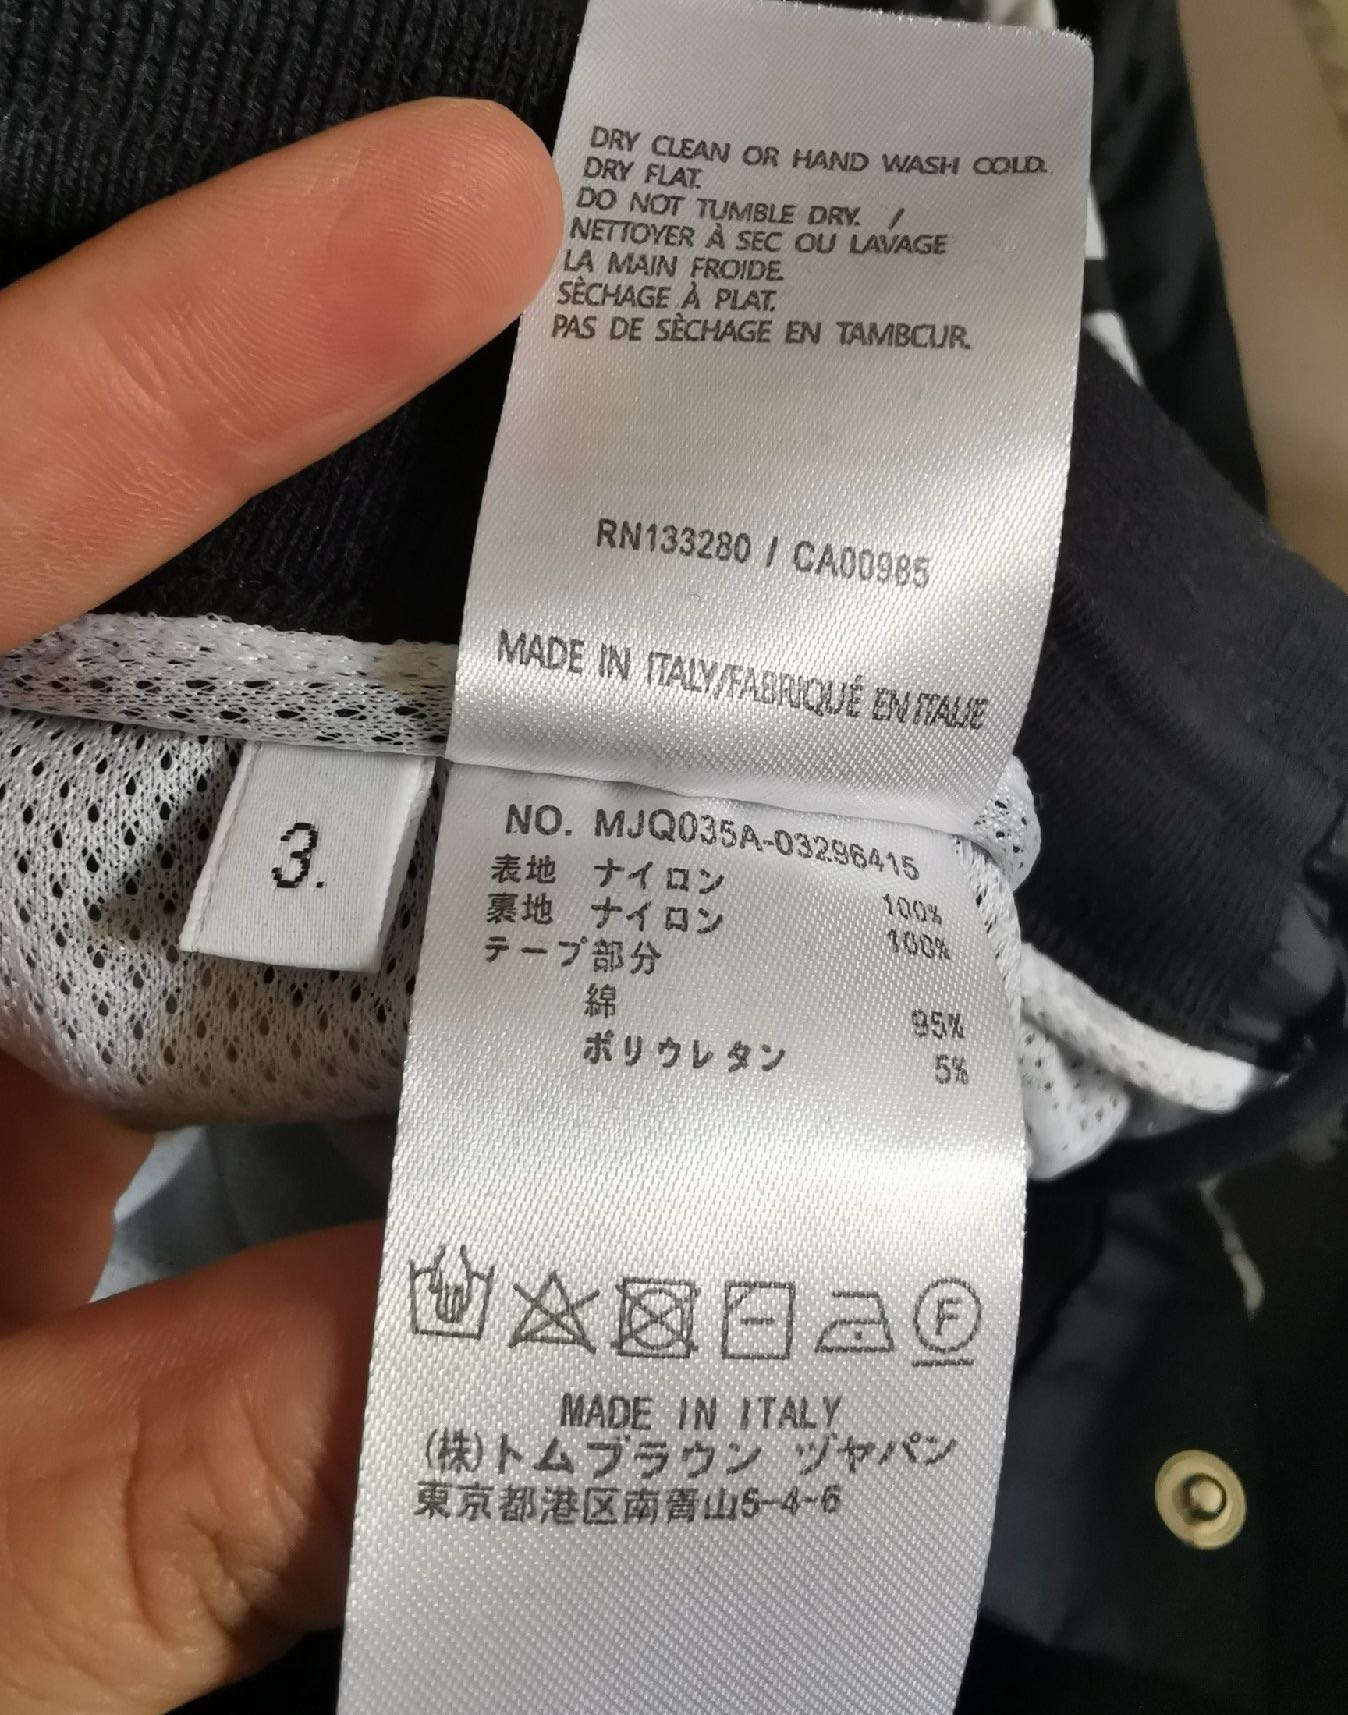 DRY CLEAN OR HAND WASH COLD.
DRY FLAT.
DO NOT TUMBLE DRY. /
NETTOYER À SEC OU LAVAGE
LA MAIN FROIDE.
SÈCHAGE À PLAT.
PAS DE SÈCHAGE EN TAMBCUR.
RN133280 / CA00985
MADE IN ITALY/FABRIQUÉ EN ITALIE
3.
NO. MJQ035A-03296415
表地 ナイロン 100%
裏地 ナイロン 100%
テープ部分
綿 95%
ポリウレタン 5%
F
MADE IN ITALY
(株)トムブラウン ヅヤパン
東京都港区南青山5-4-6